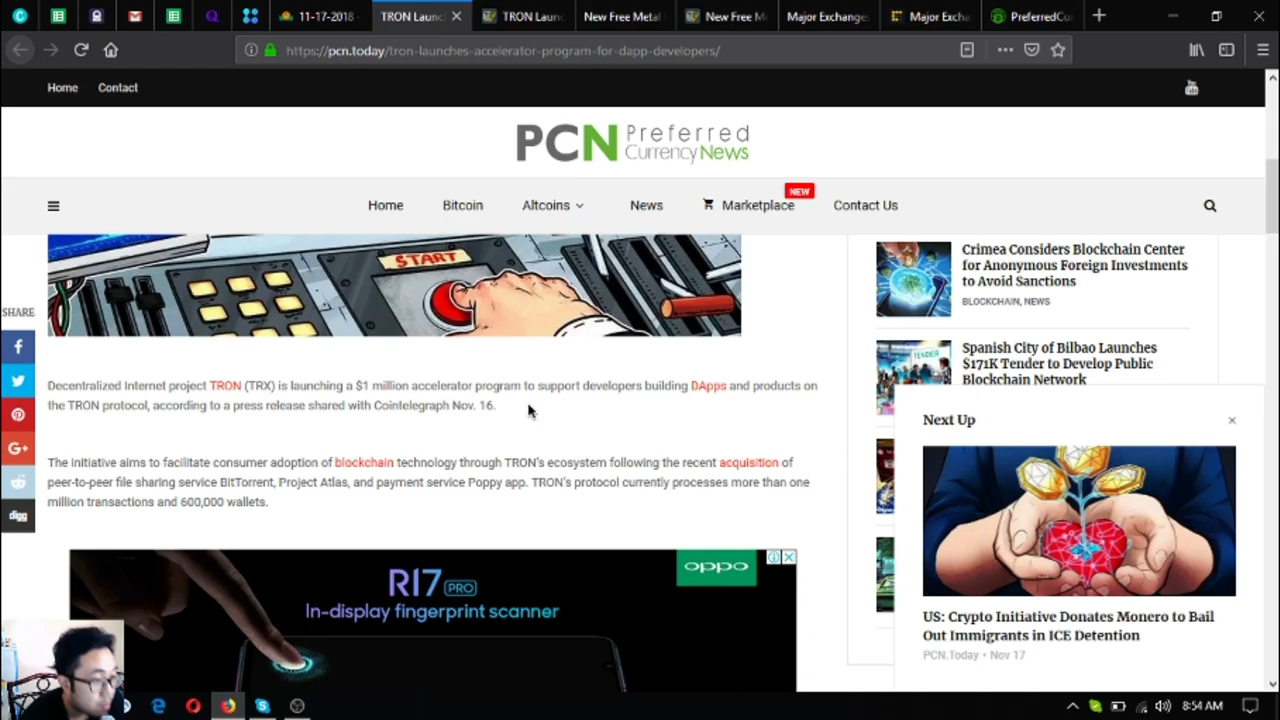 11-17-2018 -
TRON Launc
TRON Laun
New Free Metal
New Free M
Major Exchange
Major Excha
PreferredCur
https://pcn.today/tron-launches-accelerator-program-for-dapp-developers/
Home Contact
PCN Preferred
Currency News
Home Bitcoin Altcoins News Marketplace NEW Contact Us
START
SHARE
Decentralized Internet project TRON (TRX) is launching a $1 million accelerator program to support developers building DApps and products on
the TRON protocol, according to a press release shared with Cointelegraph Nov. 16.
The initiative aims to facilitate consumer adoption of blockchain technology through TRON's ecosystem following the recent acquisition of
peer-to-peer file sharing service BitTorrent, Project Atlas, and payment service Poppy app. TRON's protocol currently processes more than one
million transactions and 600,000 wallets.
digg
R17 PRO
In-display fingerprint scanner
oppo
Crimea Considers Blockchain Center
for Anonymous Foreign Investments
to Avoid Sanctions
BLOCKCHAIN, NEWS
TENDER
Spanish City of Bilbao Launches
$171K Tender to Develop Public
Blockchain Network
Next Up
US: Crypto Initiative Donates Monero to Bail
Out Immigrants in ICE Detention
PCN.Today • Nov 17
8:54 AM